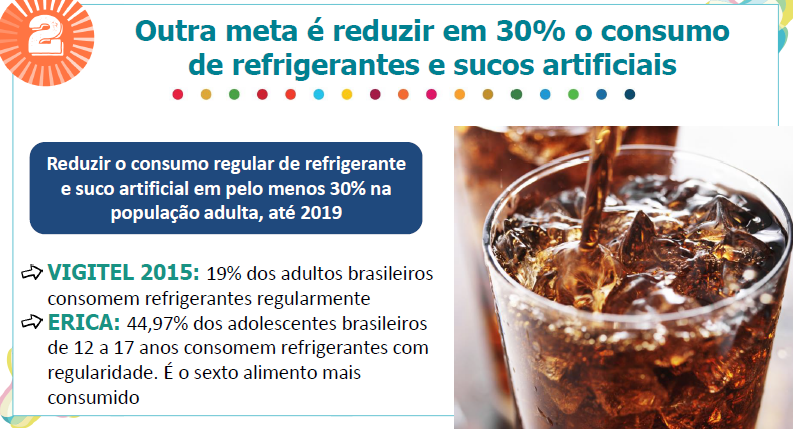 2
Outra meta é reduzir em 30% o consumo
de refrigerantes e sucos artificiais
Reduzir o consumo regular de refrigerante
e suco artificial em pelo menos 30% na
população adulta, até 2019
VIGITEL 2015: 19% dos adultos brasileiros
consomem refrigerantes regularmente
ERICA: 44,97% dos adolescentes brasileiros
de 12 a 17 anos consomem refrigerantes com
regularidade. É o sexto alimento mais
consumido